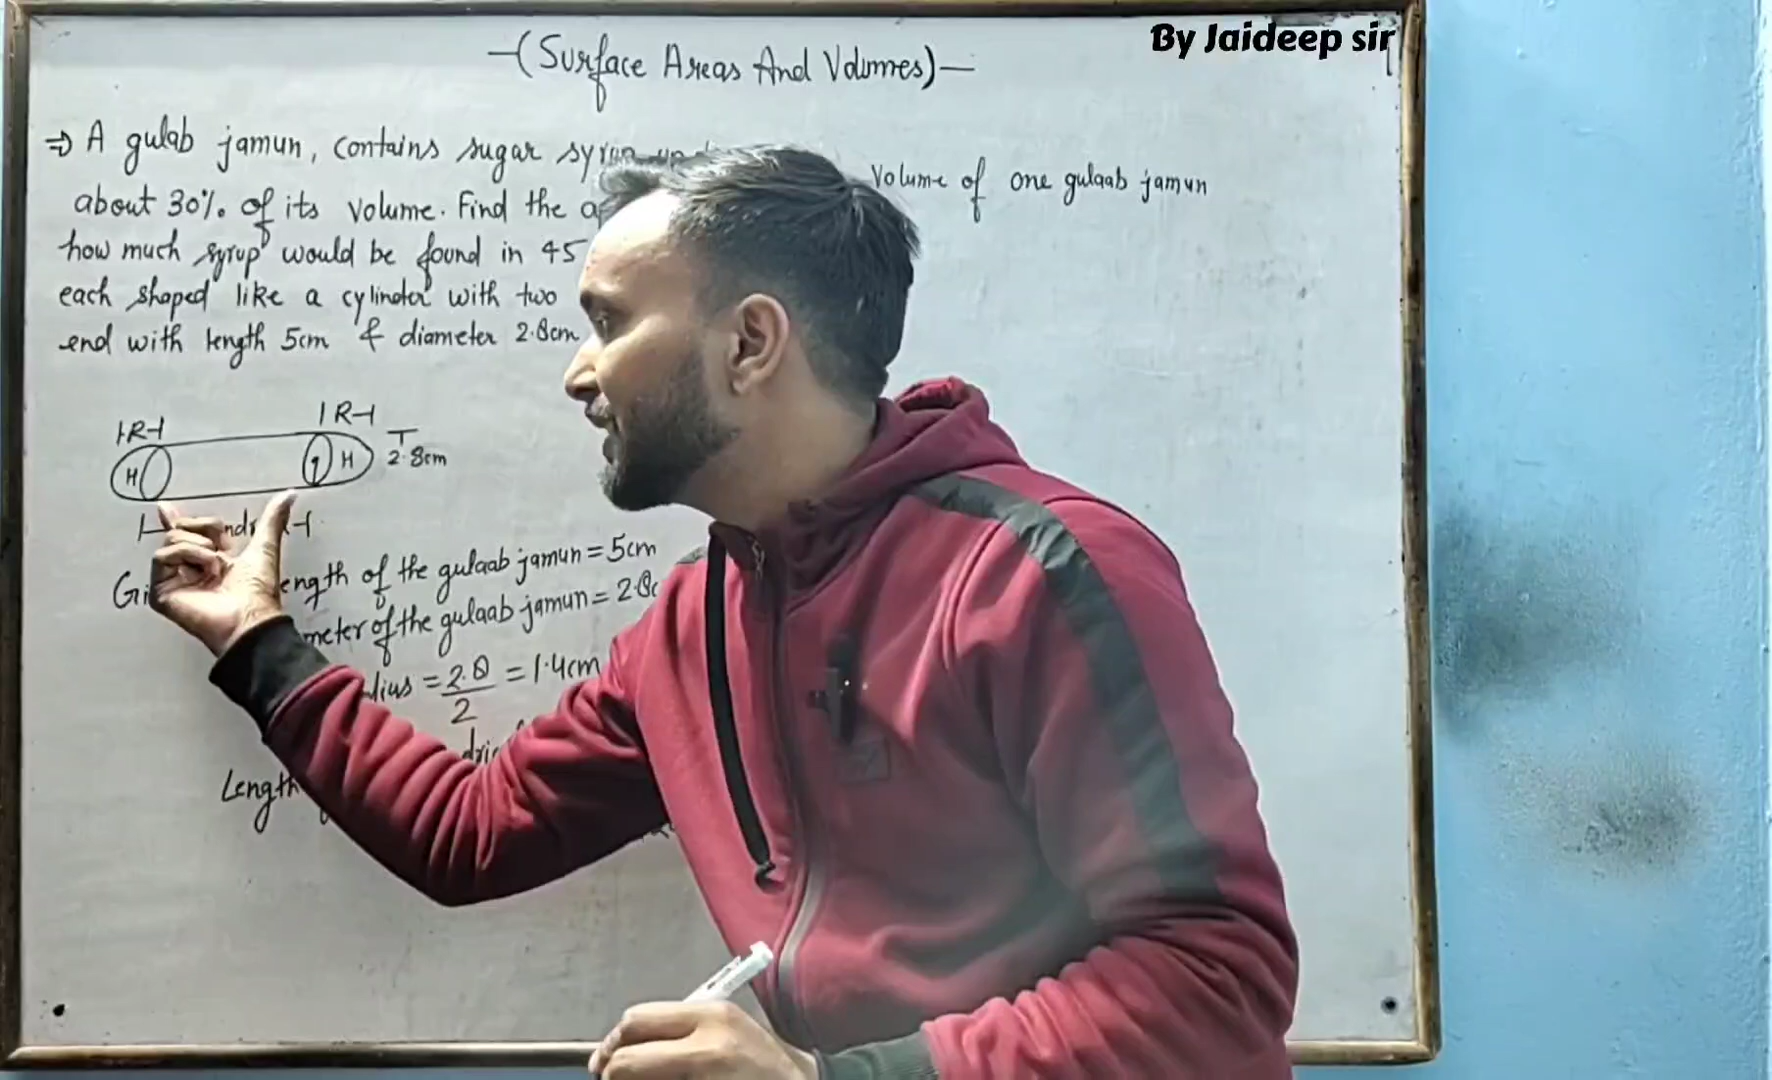 By Jaideep sir
-(Surface Areas And Volumes)-
⇒ A gulab jamun, contains sugar syrup up
about 30% of its volume. Find the
how much syrup would be found in 45
each shaped like a cylinder with two
end with length 5cm & diameter 2.8cm
Volume of one gulaab jamun
R R
H H 2.8cm
length of the gulaab jamun = 5cm
meter of the gulaab jamun = 2.8c
dius = 2.8/2 = 1.4cm
Length